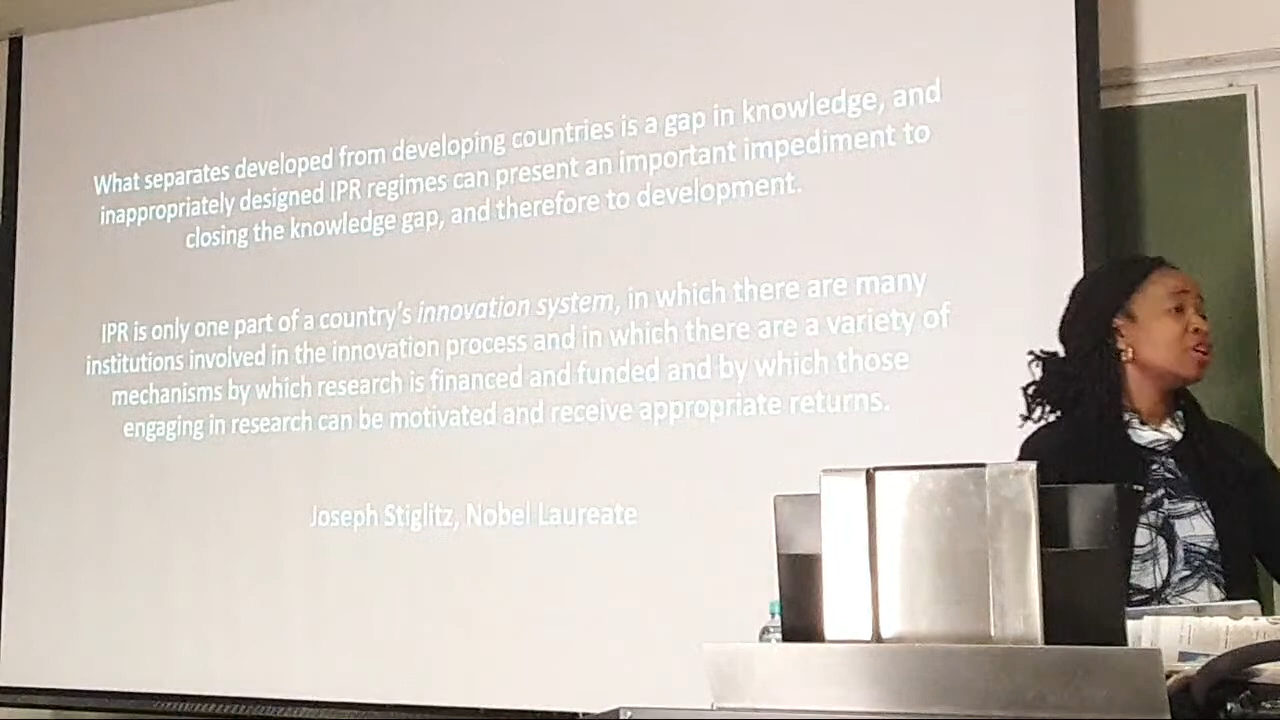 What separates developed from developing countries is a gap in knowledge, and
inappropriately designed IPR regimes can present an important impediment to
closing the knowledge gap, and therefore to development.
IPR is only one part of a country's innovation system, in which there are many
institutions involved in the innovation process and in which there are a variety of
mechanisms by which research is financed and funded and by which those
engaging in research can be motivated and receive appropriate returns.
Joseph Stiglitz, Nobel Laureate